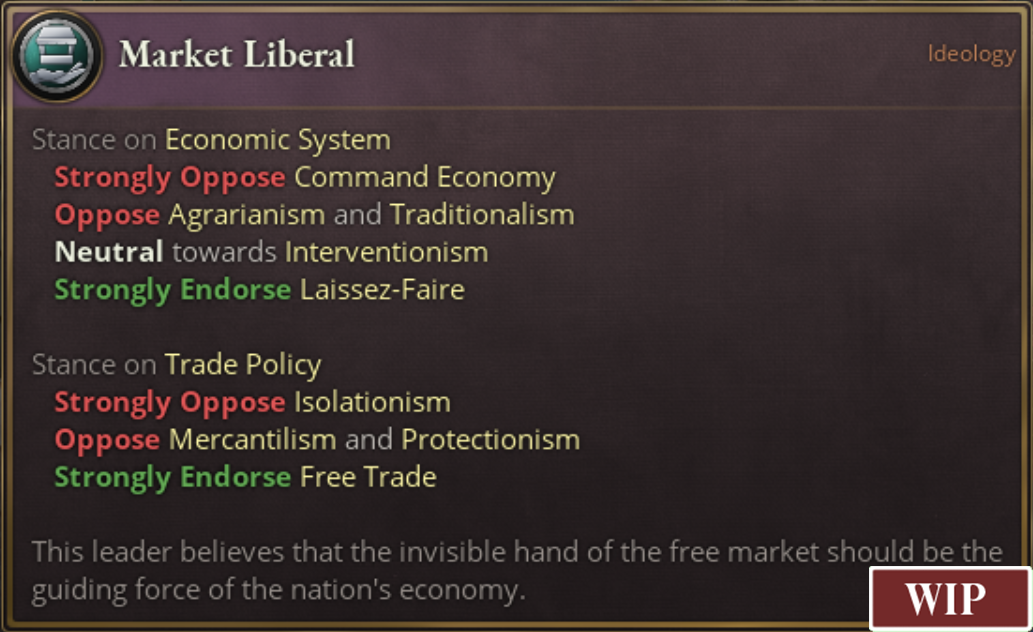 Market Liberal
Ideology
Stance on Economic System
Strongly Oppose Command Economy
Oppose Agrarianism and Traditionalism
Neutral towards Interventionism
Strongly Endorse Laissez-Faire
Stance on Trade Policy
Strongly Oppose Isolationism
Oppose Mercantilism and Protectionism
Strongly Endorse Free Trade
This leader believes that the invisible hand of the free market should be the
guiding force of the nation's economy.
WIP